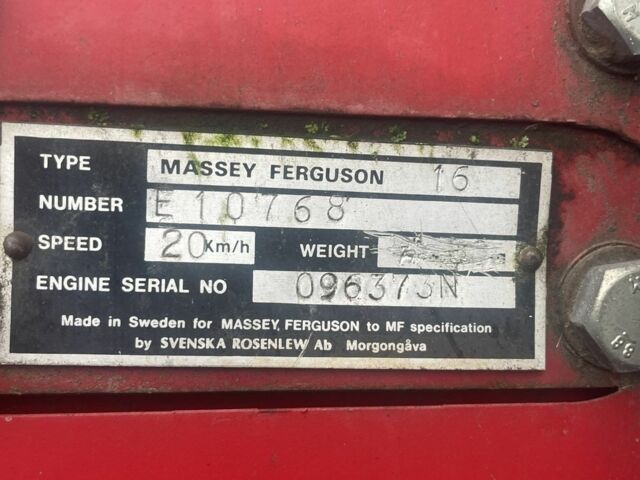 TYPE MASSEY FERGUSON 16
NUMBER E10768
SPEED 20 Km/h WEIGHT
ENGINE SERIAL NO 096373N
Made in Sweden for MASSEY FERGUSON to MF specification
by SVENSKA ROSENLEW Ab Morgongåva